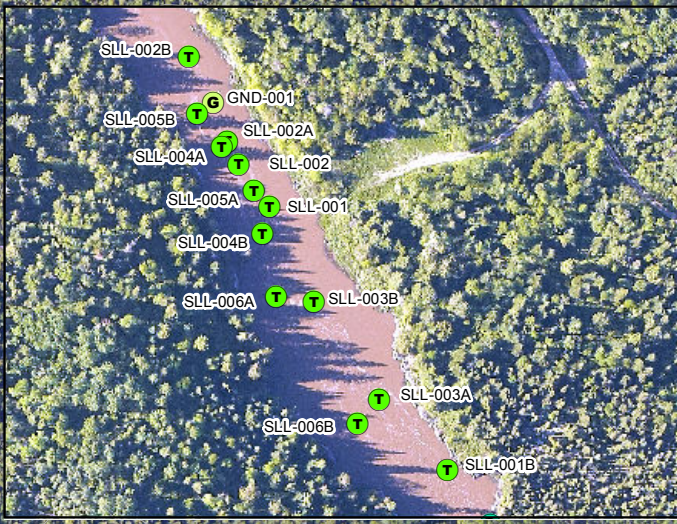 SLL-002B
T
G
GND-001
T
SLL-005B
SLL-002A
T
SLL-004A
T
SLL-002
T
SLL-005A
T
SLL-001
T
SLL-004B
SLL-006A
T
T
SLL-003B
T
SLL-003A
SLL-006B
T
T
SLL-001B